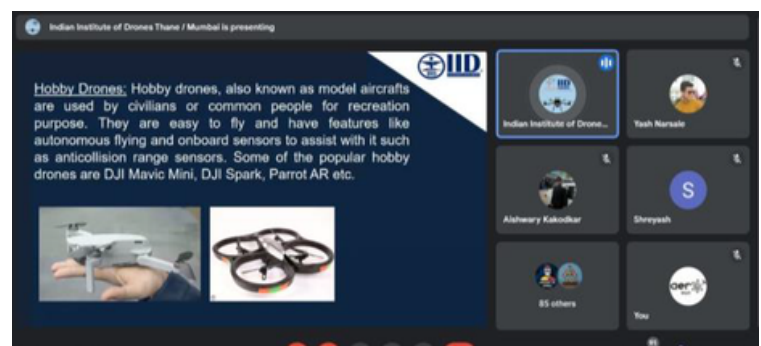 Indian Institute of Drones Thane / Mumbai is presenting
IID
Hobby Drones: Hobby drones, also known as model aircrafts
are used by civilians or common people for recreation
purpose. They are easy to fly and have features like
autonomous flying and onboard sensors to assist with it such
as anticollision range sensors. Some of the popular hobby
drones are DJI Mavic Mini, DJI Spark, Parrot AR etc.
IID
Indian Institute of Drone...
Yash Narsale
Aishwary Kakodkar
S
Shreyash
85 others
aer
You